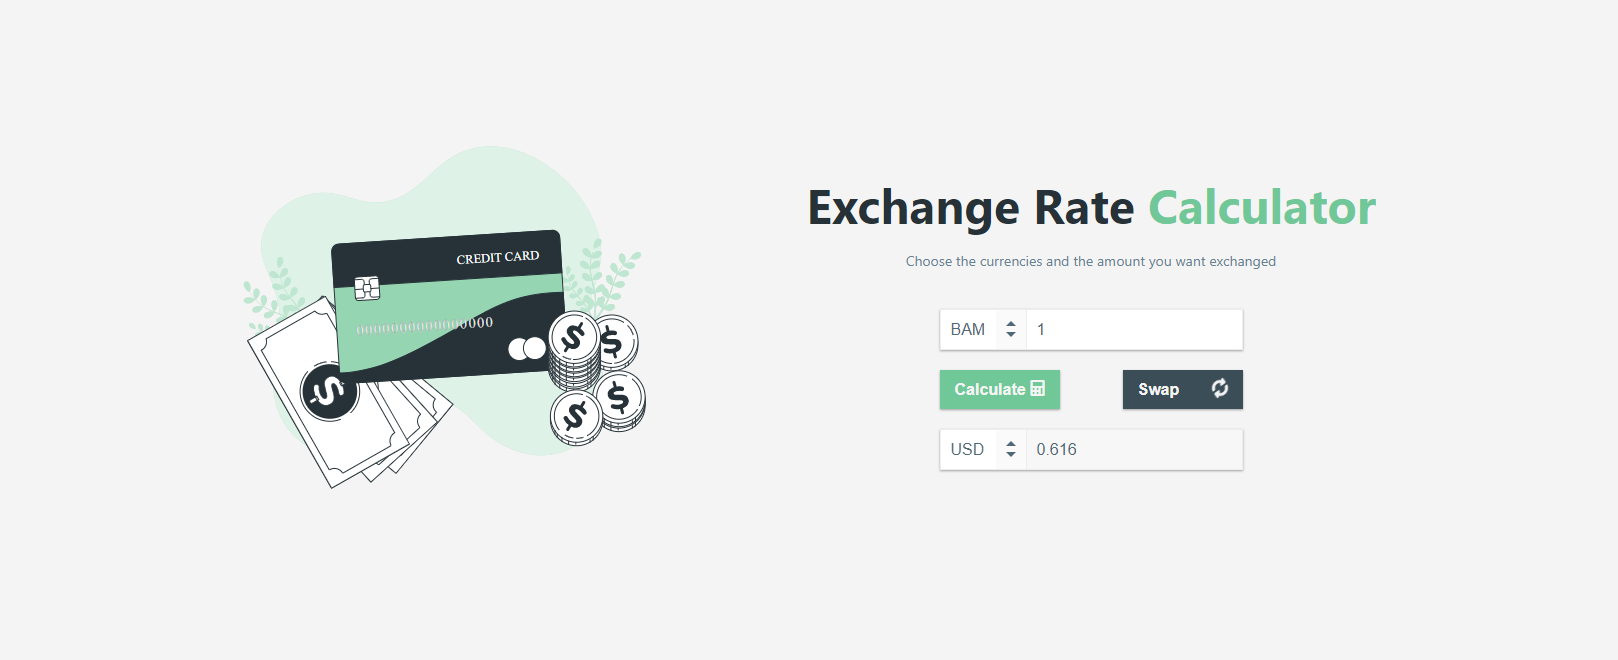 CREDIT CARD
0000000000000000
Exchange Rate Calculator
Choose the currencies and the amount you want exchanged
BAM 1
Calculate Swap
USD 0.616